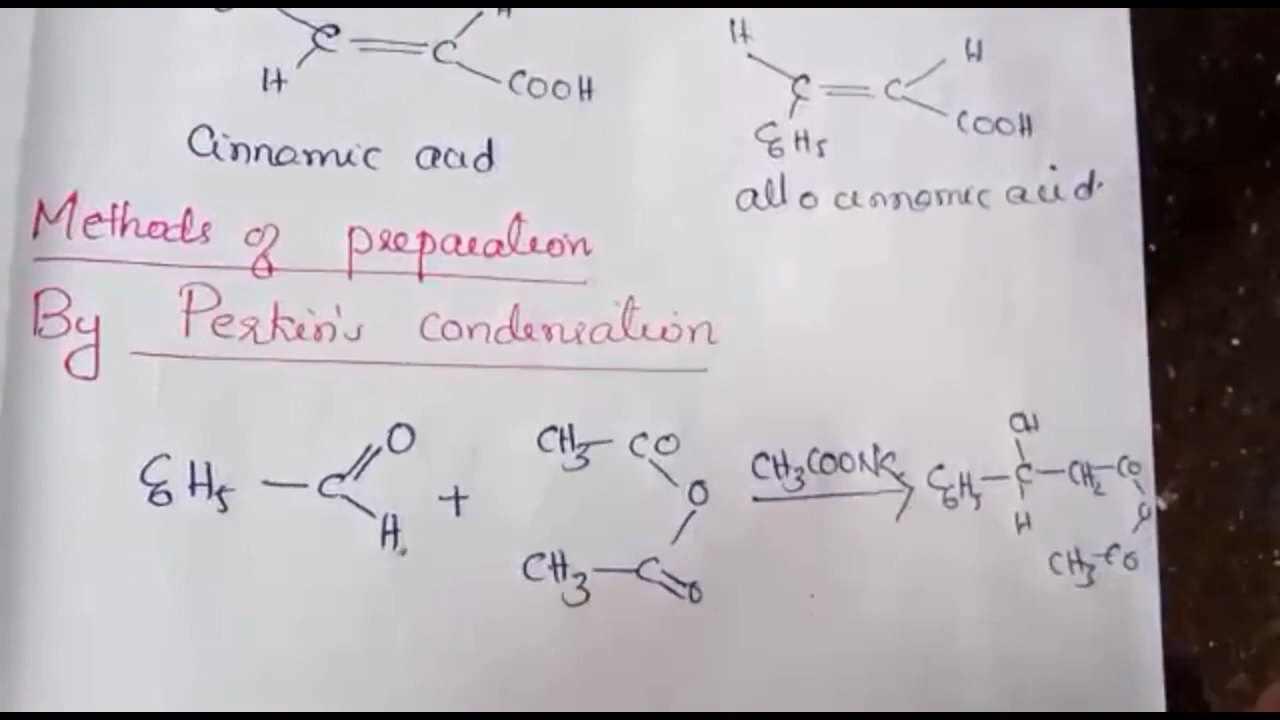 C = C
H
COOH
Cinnamic acid
H
H
C = C
C6H5
COOH
allo cinnamic acid.
Methods of preparation
By Perkin's condensation
C6H5 — C
O
H.
+
CH3 — CO
O
CH3 — C = O
CH3COONa
OH
C6H5 — C — CH2 — CO
H
O
CH3 — CO